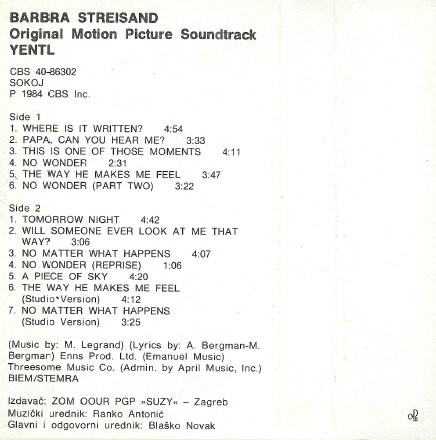 BARBRA STREISAND
Original Motion Picture Soundtrack
YENTL
CBS 40-86302
SOKOJ
P 1984 CBS Inc.
Side 1
1. WHERE IS IT WRITTEN? 4:54
2. PAPA, CAN YOU HEAR ME? 3:33
3. THIS IS ONE OF THOSE MOMENTS 4:11
4. NO WONDER 2:31
5. THE WAY HE MAKES ME FEEL 3:47
6. NO WONDER (PART TWO) 3:22
Side 2
1. TOMORROW NIGHT 4:42
2. WILL SOMEONE EVER LOOK AT ME THAT
WAY? 3:06
3. NO MATTER WHAT HAPPENS 4:07
4. NO WONDER (REPRISE) 1:06
5. A PIECE OF SKY 4:20
6. THE WAY HE MAKES ME FEEL
(Studio Version) 4:12
7. NO MATTER WHAT HAPPENS
(Studio Version) 3:25
(Music by: M. Legrand) (Lyrics by: A. Bergman-M.
Bergman) Enns Prod. Ltd. (Emanuel Music)
Threesome Music Co. (Admin. by April Music, Inc.)
BIEM/STEMRA
Izdavač: ZOM OOUR PGP »SUZY« – Zagreb
Muzički urednik: Ranko Antonić
Glavni i odgovorni urednik: Blaško Novak